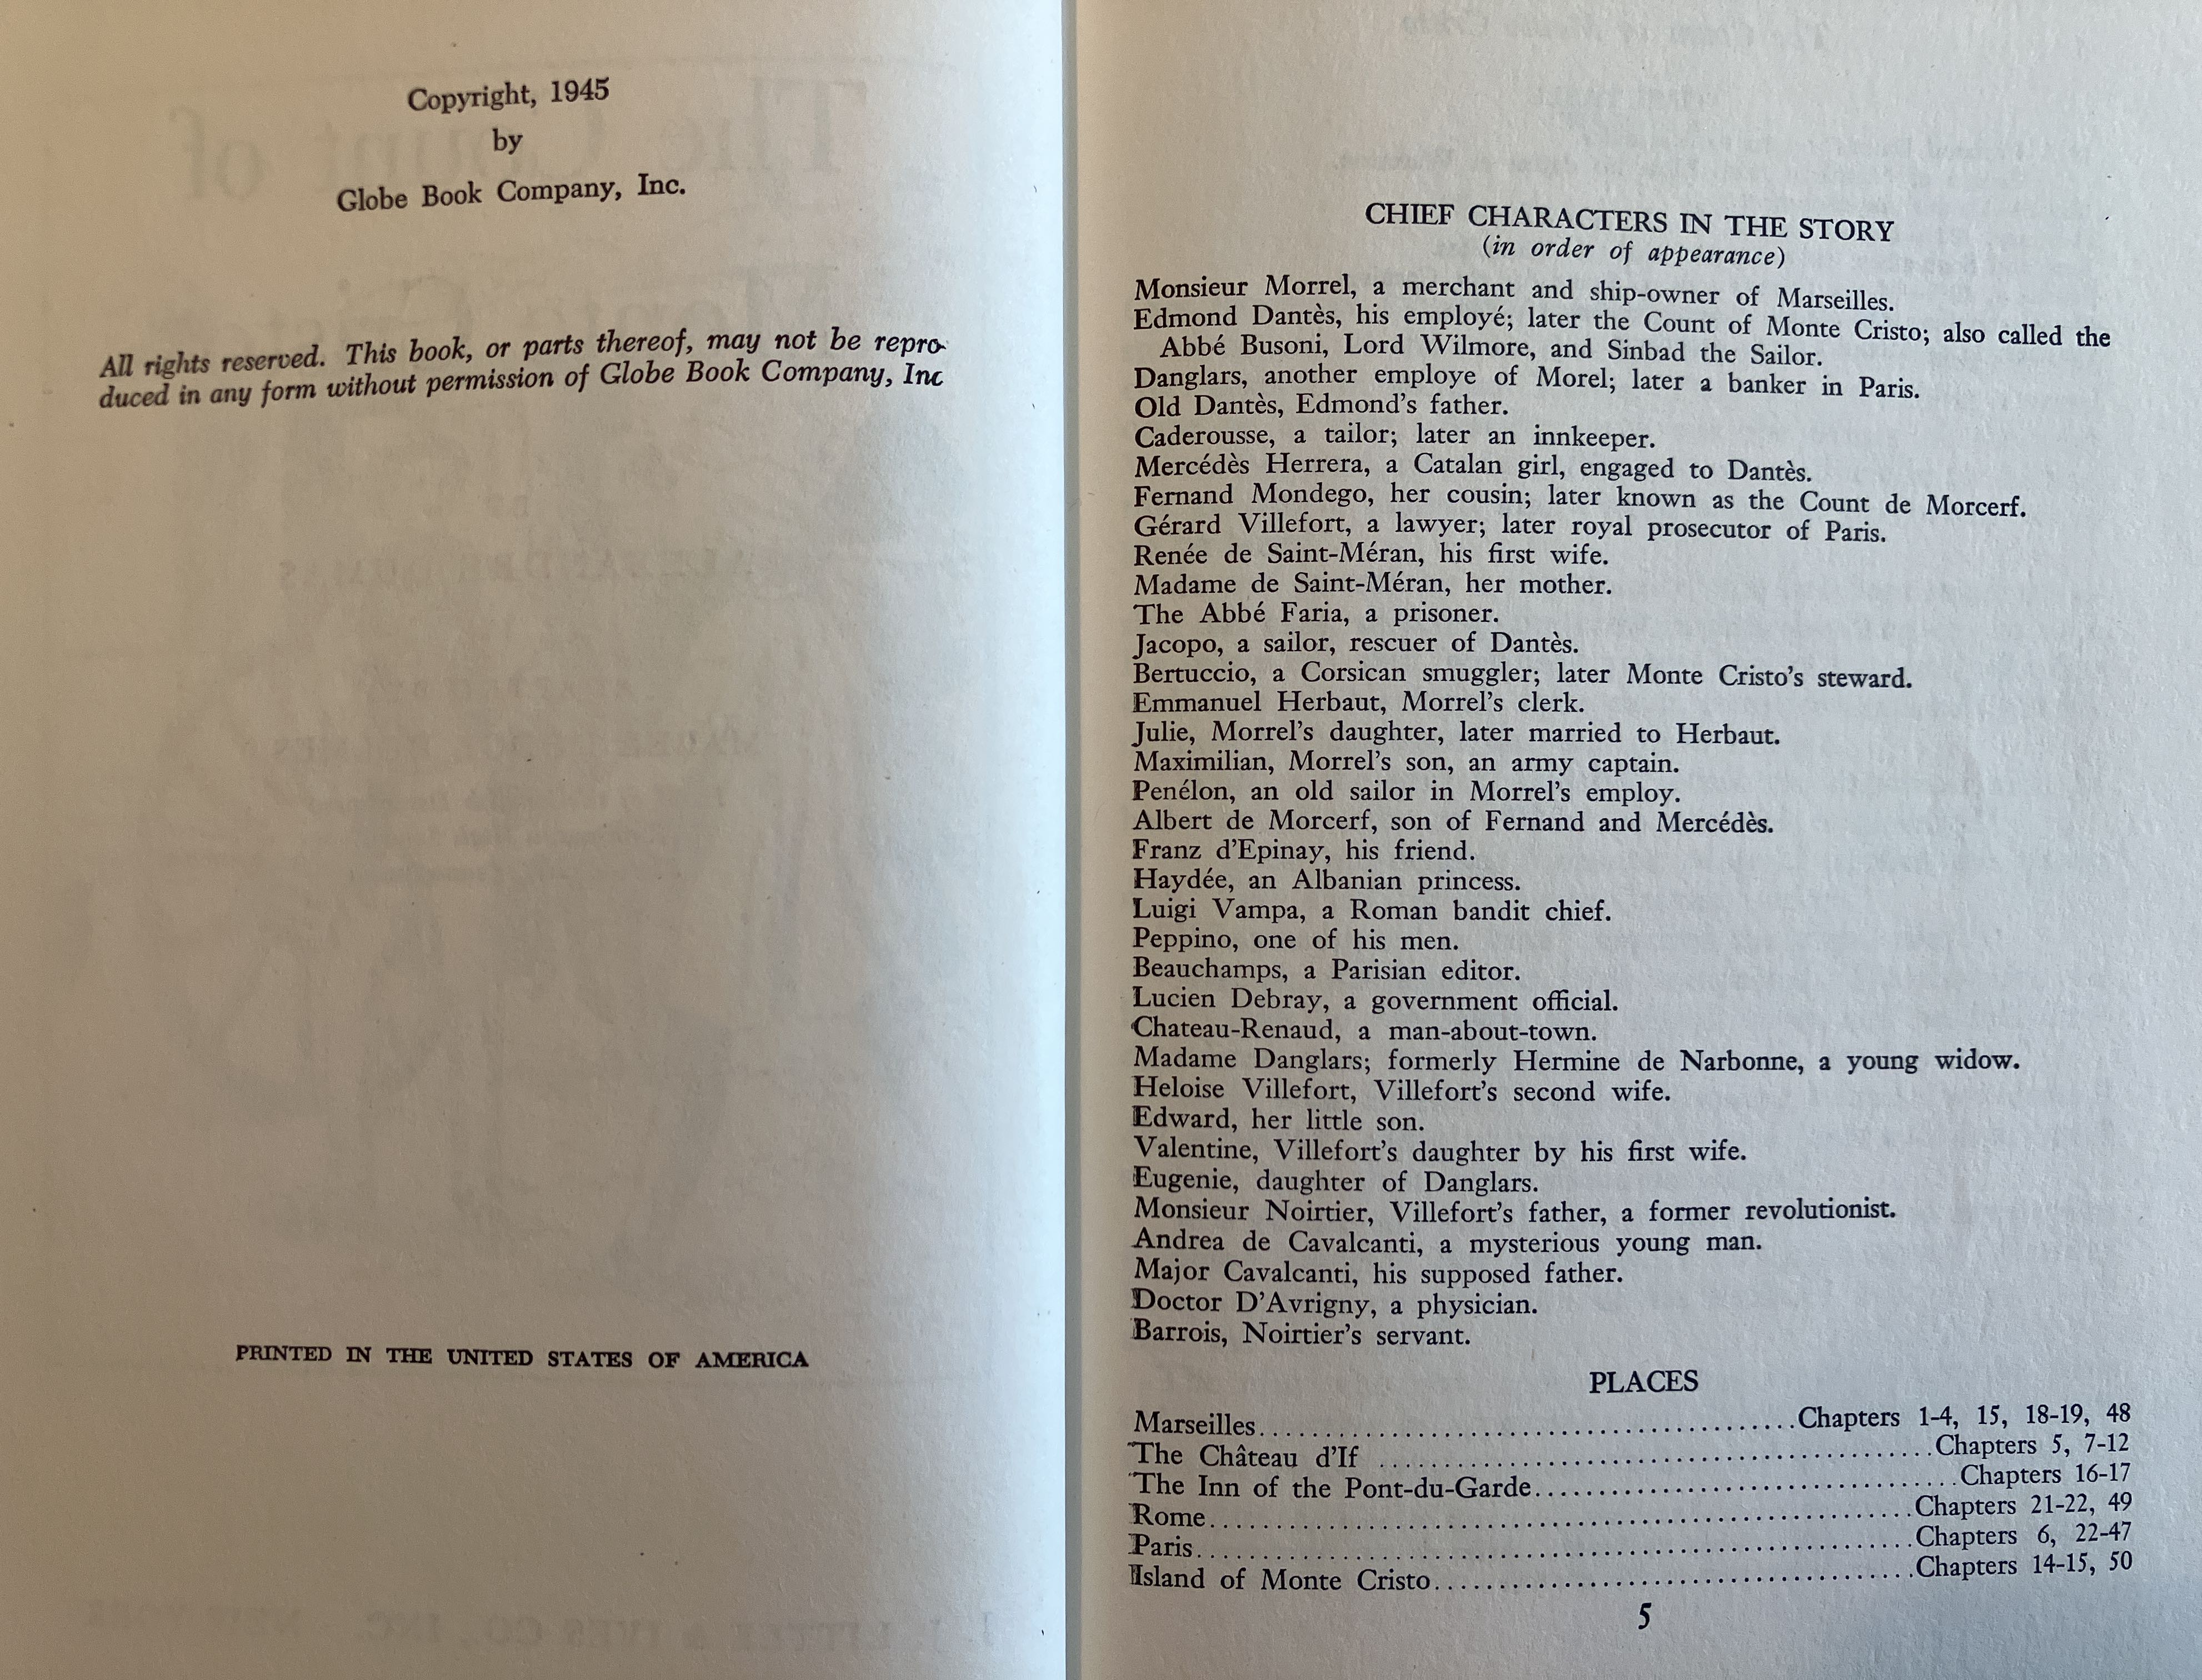 Copyright, 1945
by
Globe Book Company, Inc.
All rights reserved. This book, or parts thereof, may not be repro-
duced in any form without permission of Globe Book Company, Inc
PRINTED IN THE UNITED STATES OF AMERICA
CHIEF CHARACTERS IN THE STORY
(in order of appearance)
Monsieur Morrel, a merchant and ship-owner of Marseilles.
Edmond Dantès, his employé; later the Count of Monte Cristo; also called the
Abbé Busoni, Lord Wilmore, and Sinbad the Sailor.
Danglars, another employe of Morel; later a banker in Paris.
Old Dantès, Edmond's father.
Caderousse, a tailor; later an innkeeper.
Mercédès Herrera, a Catalan girl, engaged to Dantès.
Fernand Mondego, her cousin; later known as the Count de Morcerf.
Gérard Villefort, a lawyer; later royal prosecutor of Paris.
Renée de Saint-Méran, his first wife.
Madame de Saint-Méran, her mother.
The Abbé Faria, a prisoner.
Jacopo, a sailor, rescuer of Dantès.
Bertuccio, a Corsican smuggler; later Monte Cristo's steward.
Emmanuel Herbaut, Morrel's clerk.
Julie, Morrel's daughter, later married to Herbaut.
Maximilian, Morrel's son, an army captain.
Penélon, an old sailor in Morrel's employ.
Albert de Morcerf, son of Fernand and Mercédès.
Franz d'Epinay, his friend.
Haydée, an Albanian princess.
Luigi Vampa, a Roman bandit chief.
Peppino, one of his men.
Beauchamps, a Parisian editor.
Lucien Debray, a government official.
Chateau-Renaud, a man-about-town.
Madame Danglars; formerly Hermine de Narbonne, a young widow.
Heloise Villefort, Villefort's second wife.
Edward, her little son.
Valentine, Villefort's daughter by his first wife.
Eugenie, daughter of Danglars.
Monsieur Noirtier, Villefort's father, a former revolutionist.
Andrea de Cavalcanti, a mysterious young man.
Major Cavalcanti, his supposed father.
Doctor D'Avrigny, a physician.
Barrois, Noirtier's servant.
PLACES
Marseilles........................................Chapters 1-4, 15, 18-19, 48
The Château d'If ........................................Chapters 5, 7-12
The Inn of the Pont-du-Garde................................Chapters 16-17
Rome.....................................................Chapters 21-22, 49
Paris......................................................Chapters 6, 22-47
Island of Monte Cristo....................................Chapters 14-15, 50
5